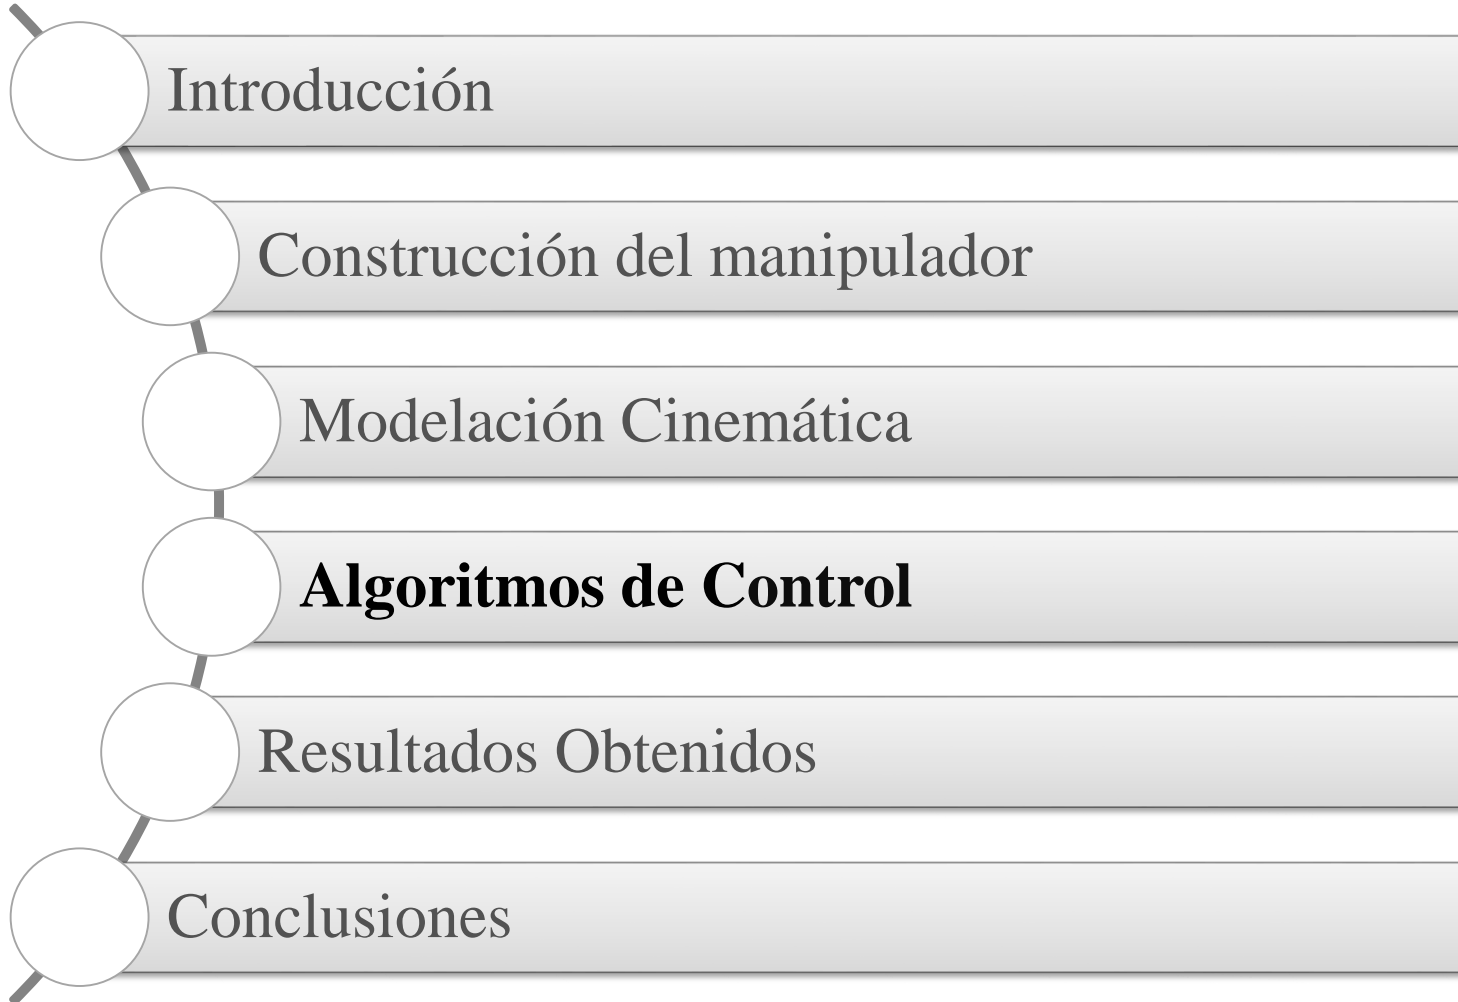 Introducción
Construcción del manipulador
Modelación Cinemática
Algoritmos de Control
Resultados Obtenidos
Conclusiones